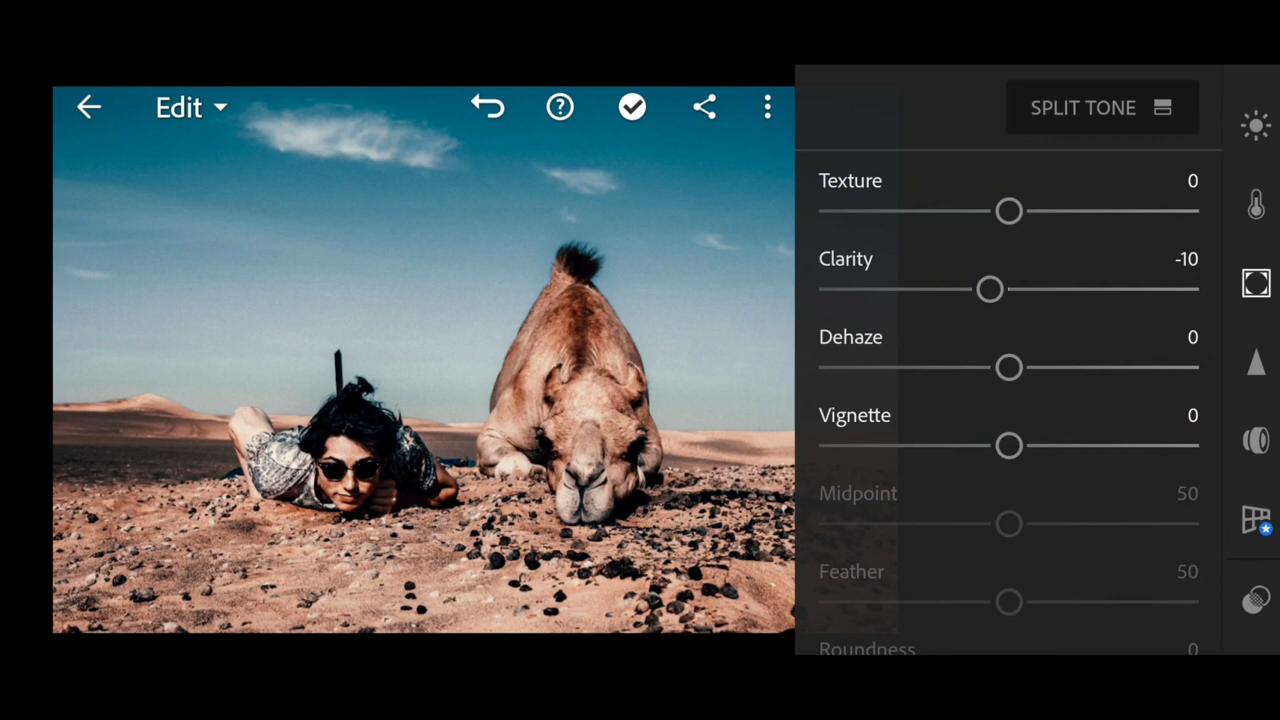 Edit
SPLIT TONE
Texture 0
Clarity -10
Dehaze 0
Vignette 0
Midpoint 50
Feather 50
Roundness 0